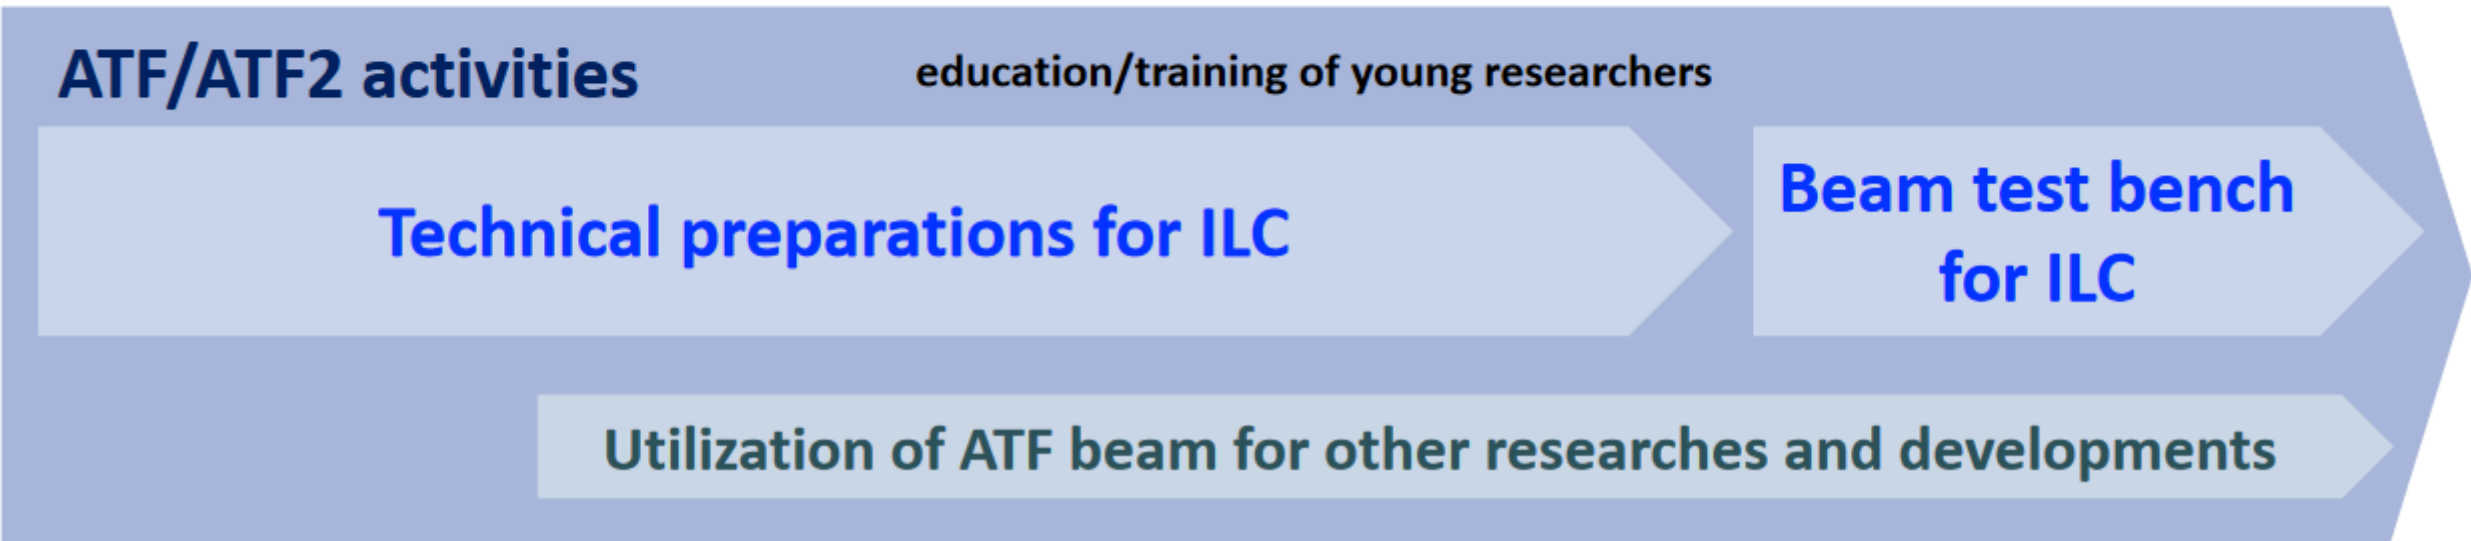 ATF/ATF2 activities
education/training of young researchers
Technical preparations for ILC
Beam test bench
for ILC
Utilization of ATF beam for other researches and developments